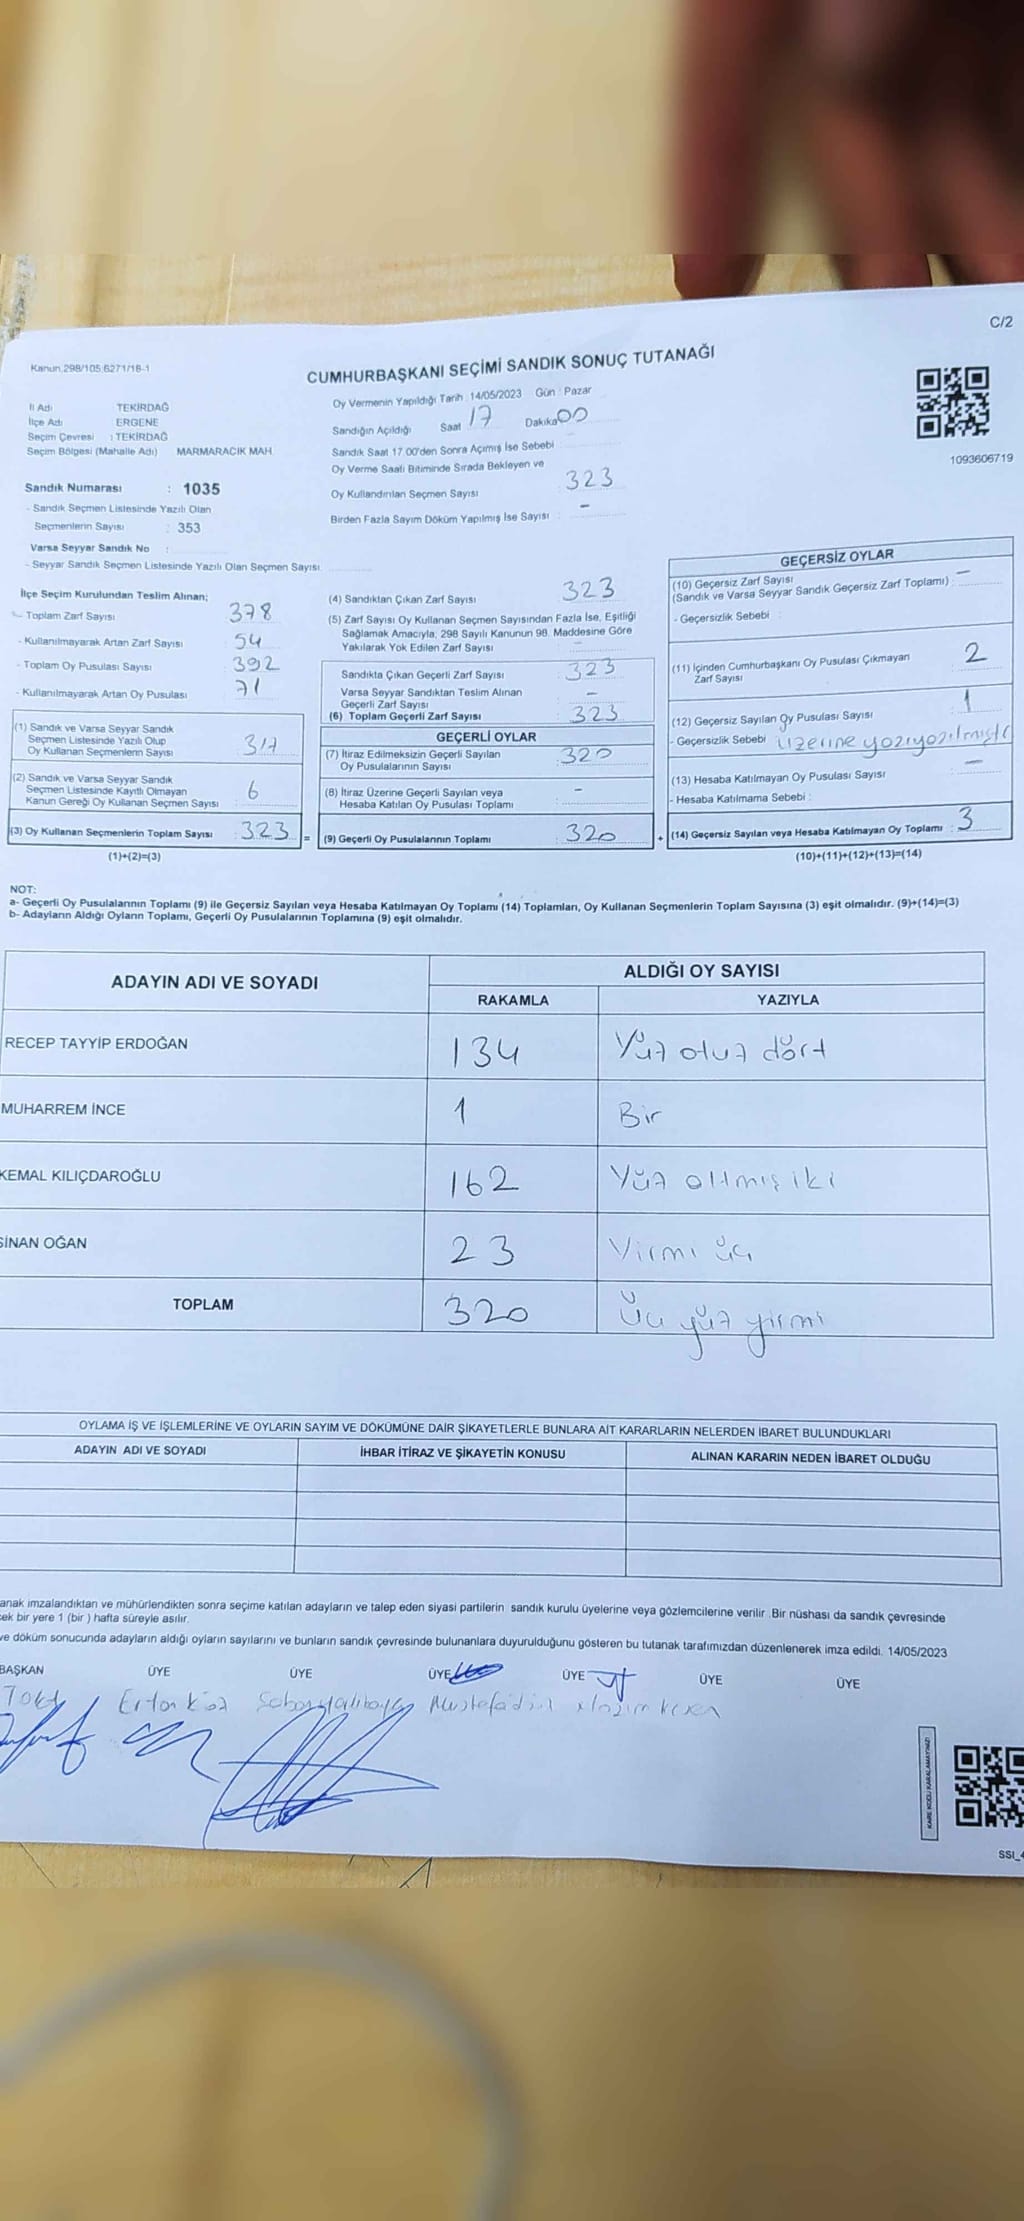 C/2
Kanun 298/105,6271/18-1
CUMHURBAŞKANI SEÇİMİ SANDIK SONUÇ TUTANAĞI
Oy Vermenin Yapıldığı Tarih : 14/05/2023 Gün : Pazar
İl Adı TEKİRDAĞ
İlçe Adı ERGENE
Seçim Çevresi : TEKİRDAĞ
Seçim Bölgesi (Mahalle Adı) MARMARACIK MAH.
Sandığın Açıldığı Saat 17 Dakika 00
Sandık Saat 17.00'den Sonra Açılmış İse Sebebi
Oy Verme Saati Bitiminde Sırada Bekleyen ve
Oy Kullandırılan Seçmen Sayısı 323
Birden Fazla Sayım Döküm Yapılmış İse Sayısı : -
1093606719
Sandık Numarası : 1035
- Sandık Seçmen Listesinde Yazılı Olan
Seçmenlerin Sayısı : 353
Varsa Seyyar Sandık No :
- Seyyar Sandık Seçmen Listesinde Yazılı Olan Seçmen Sayısı
İlçe Seçim Kurulundan Teslim Alınan;
- Toplam Zarf Sayısı 378
- Kullanılmayarak Artan Zarf Sayısı 54
- Toplam Oy Pusulası Sayısı 392
- Kullanılmayarak Artan Oy Pusulası 71
(1) Sandık ve Varsa Seyyar Sandık
Seçmen Listesinde Yazılı Olup
Oy Kullanan Seçmenlerin Sayısı : 317
(2) Sandık ve Varsa Seyyar Sandık
Seçmen Listesinde Kayıtlı Olmayan
Kanun Gereği Oy Kullanan Seçmen Sayısı 6
(3) Oy Kullanan Seçmenlerin Toplam Sayısı : 323 =
(1)+(2)=(3)
(4) Sandıktan Çıkan Zarf Sayısı 323
(5) Zarf Sayısı Oy Kullanan Seçmen Sayısından Fazla İse, Eşitliği
Sağlamak Amacıyla, 298 Sayılı Kanunun 98. Maddesine Göre
Yakılarak Yok Edilen Zarf Sayısı
Sandıkta Çıkan Geçerli Zarf Sayısı : 323
Varsa Seyyar Sandıktan Teslim Alınan
Geçerli Zarf Sayısı -
(6) Toplam Geçerli Zarf Sayısı : 323
GEÇERLİ OYLAR
(7) İtiraz Edilmeksizin Geçerli Sayılan
Oy Pusulalarının Sayısı : 320
(8) İtiraz Üzerine Geçerli Sayılan veya
Hesaba Katılan Oy Pusulası Toplamı : -
(9) Geçerli Oy Pusulalarının Toplamı : 320 +
GEÇERSİZ OYLAR
(10) Geçersiz Zarf Sayısı
(Sandık ve Varsa Seyyar Sandık Geçersiz Zarf Toplamı) : -
- Geçersizlik Sebebi :
(11) İçinden Cumhurbaşkanı Oy Pusulası Çıkmayan
Zarf Sayısı 2
(12) Geçersiz Sayılan Oy Pusulası Sayısı : 1
- Geçersizlik Sebebi : üzerine yazıyazılmıştır
(13) Hesaba Katılmayan Oy Pusulası Sayısı : -
- Hesaba Katılmama Sebebi :
(14) Geçersiz Sayılan veya Hesaba Katılmayan Oy Toplamı : 3
(10)+(11)+(12)+(13)=(14)
NOT:
a- Geçerli Oy Pusulalarının Toplamı (9) ile Geçersiz Sayılan veya Hesaba Katılmayan Oy Toplamı (14) Toplamları, Oy Kullanan Seçmenlerin Toplam Sayısına (3) eşit olmalıdır. (9)+(14)=(3)
b- Adayların Aldığı Oyların Toplamı, Geçerli Oy Pusulalarının Toplamına (9) eşit olmalıdır.
ADAYIN ADI VE SOYADI ALDIĞI OY SAYISI
RAKAMLA YAZIYLA
RECEP TAYYİP ERDOĞAN 134 Yüz otuz dört
MUHARREM İNCE 1 Bir
KEMAL KILIÇDAROĞLU 162 Yüz altmış iki
SİNAN OĞAN 23 Yirmi üç
TOPLAM 320 Üç yüz yirmi
OYLAMA İŞ VE İŞLEMLERİNE VE OYLARIN SAYIM VE DÖKÜMÜNE DAİR ŞİKAYETLERLE BUNLARA AİT KARARLARIN NELERDEN İBARET BULUNDUKLARI
ADAYIN ADI VE SOYADI İHBAR İTİRAZ VE ŞİKAYETİN KONUSU ALINAN KARARIN NEDEN İBARET OLDUĞU
anak imzalandıktan ve mühürlendikten sonra seçime katılan adayların ve talep eden siyasi partilerin sandık kurulu üyelerine veya gözlemcilerine verilir. Bir nüshası da sandık çevresinde
cek bir yere 1 (bir ) hafta süreyle asılır.
ve döküm sonucunda adayların aldığı oyların sayılarını ve bunların sandık çevresinde bulunanlara duyurulduğunu gösteren bu tutanak tarafımızdan düzenlenerek imza edildi. 14/05/2023
BAŞKAN ÜYE ÜYE ÜYE ÜYE ÜYE ÜYE
KARE KODU KARALAMAYINIZ!
SSI_4